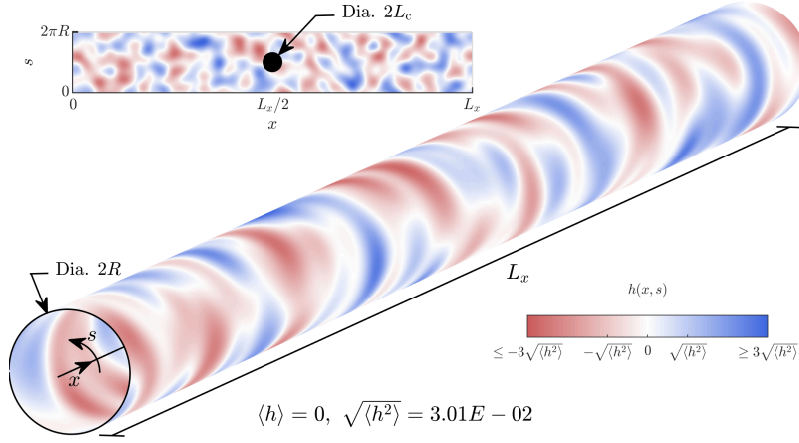 Dia. 2L_c
2πR
s
0
0
L_x/2
L_x
x
Dia. 2R
s
x
L_x
h(x, s)
≤ −3√⟨h²⟩
−√⟨h²⟩
0
√⟨h²⟩
≥ 3√⟨h²⟩
⟨h⟩ = 0, √⟨h²⟩ = 3.01E − 02